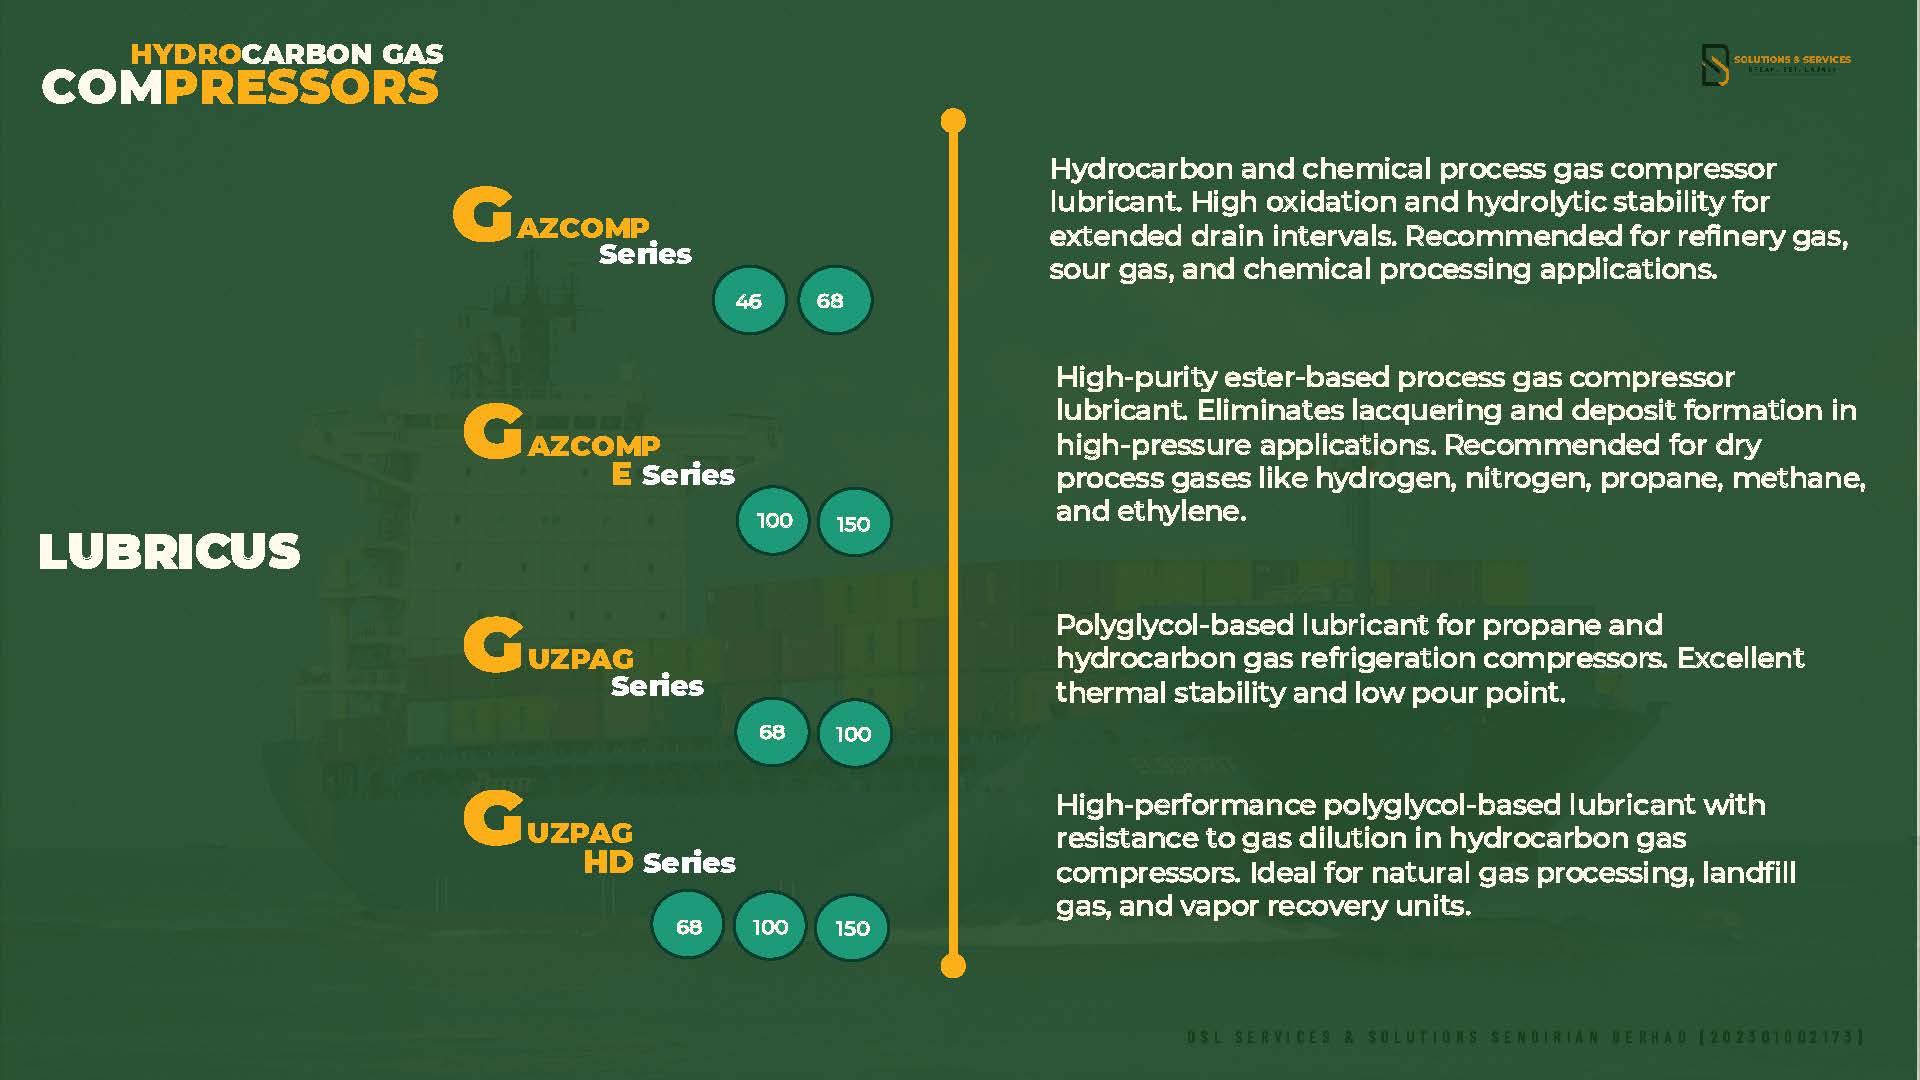 HYDROCARBON GAS
COMPRESSORS
SOLUTIONS & SERVICES
LUBRICUS
GAZCOMP
Series
46 68
Hydrocarbon and chemical process gas compressor
lubricant. High oxidation and hydrolytic stability for
extended drain intervals. Recommended for refinery gas,
sour gas, and chemical processing applications.
GAZCOMP
E Series
100 150
High-purity ester-based process gas compressor
lubricant. Eliminates lacquering and deposit formation in
high-pressure applications. Recommended for dry
process gases like hydrogen, nitrogen, propane, methane,
and ethylene.
GUZPAG
Series
68 100
Polyglycol-based lubricant for propane and
hydrocarbon gas refrigeration compressors. Excellent
thermal stability and low pour point.
GUZPAG
HD Series
68 100 150
High-performance polyglycol-based lubricant with
resistance to gas dilution in hydrocarbon gas
compressors. Ideal for natural gas processing, landfill
gas, and vapor recovery units.
DSL SERVICES & SOLUTIONS SENDIRIAN BERHAD [202301002173]